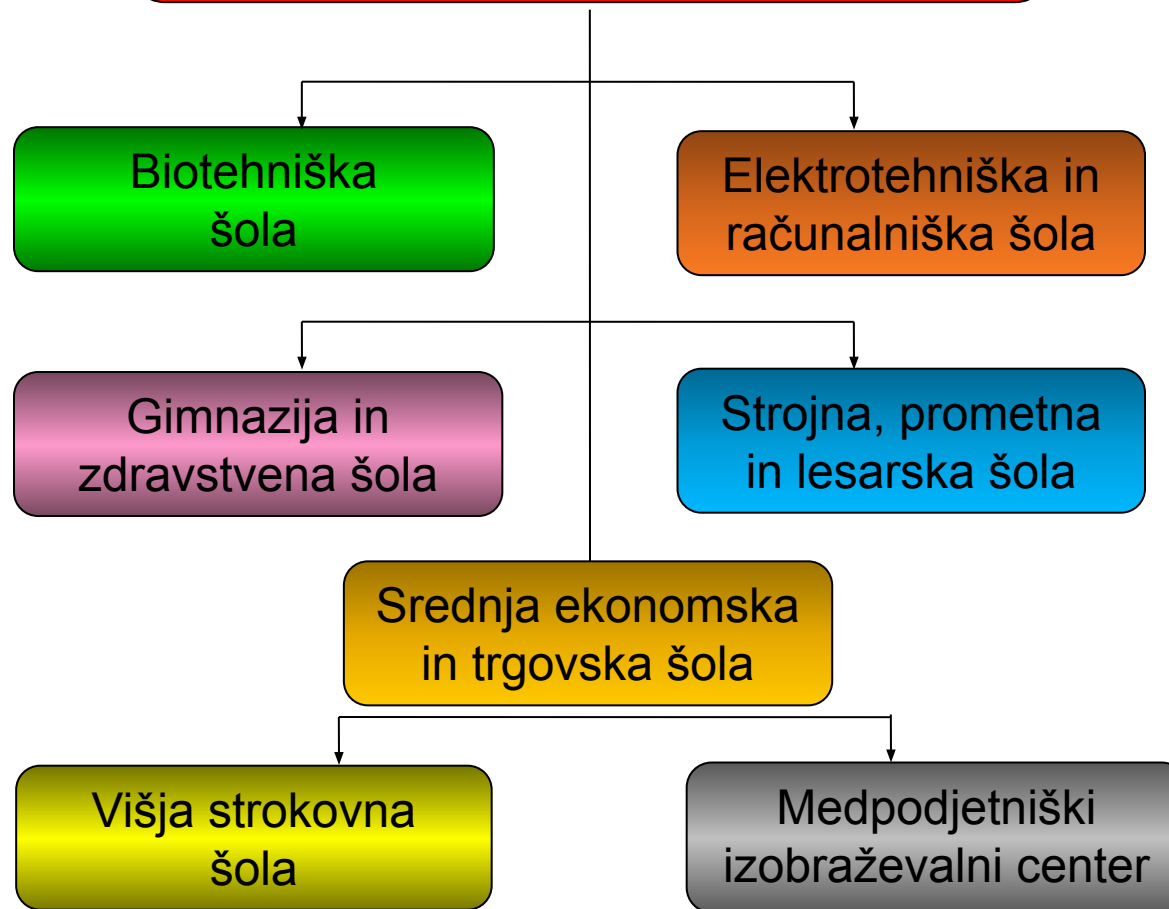 Biotehniška
šola
Elektrotehniška in
računalniška šola
Gimnazija in
zdravstvena šola
Strojna, prometna
in lesarska šola
Srednja ekonomska
in trgovska šola
Višja strokovna
šola
Medpodjetniški
izobraževalni center